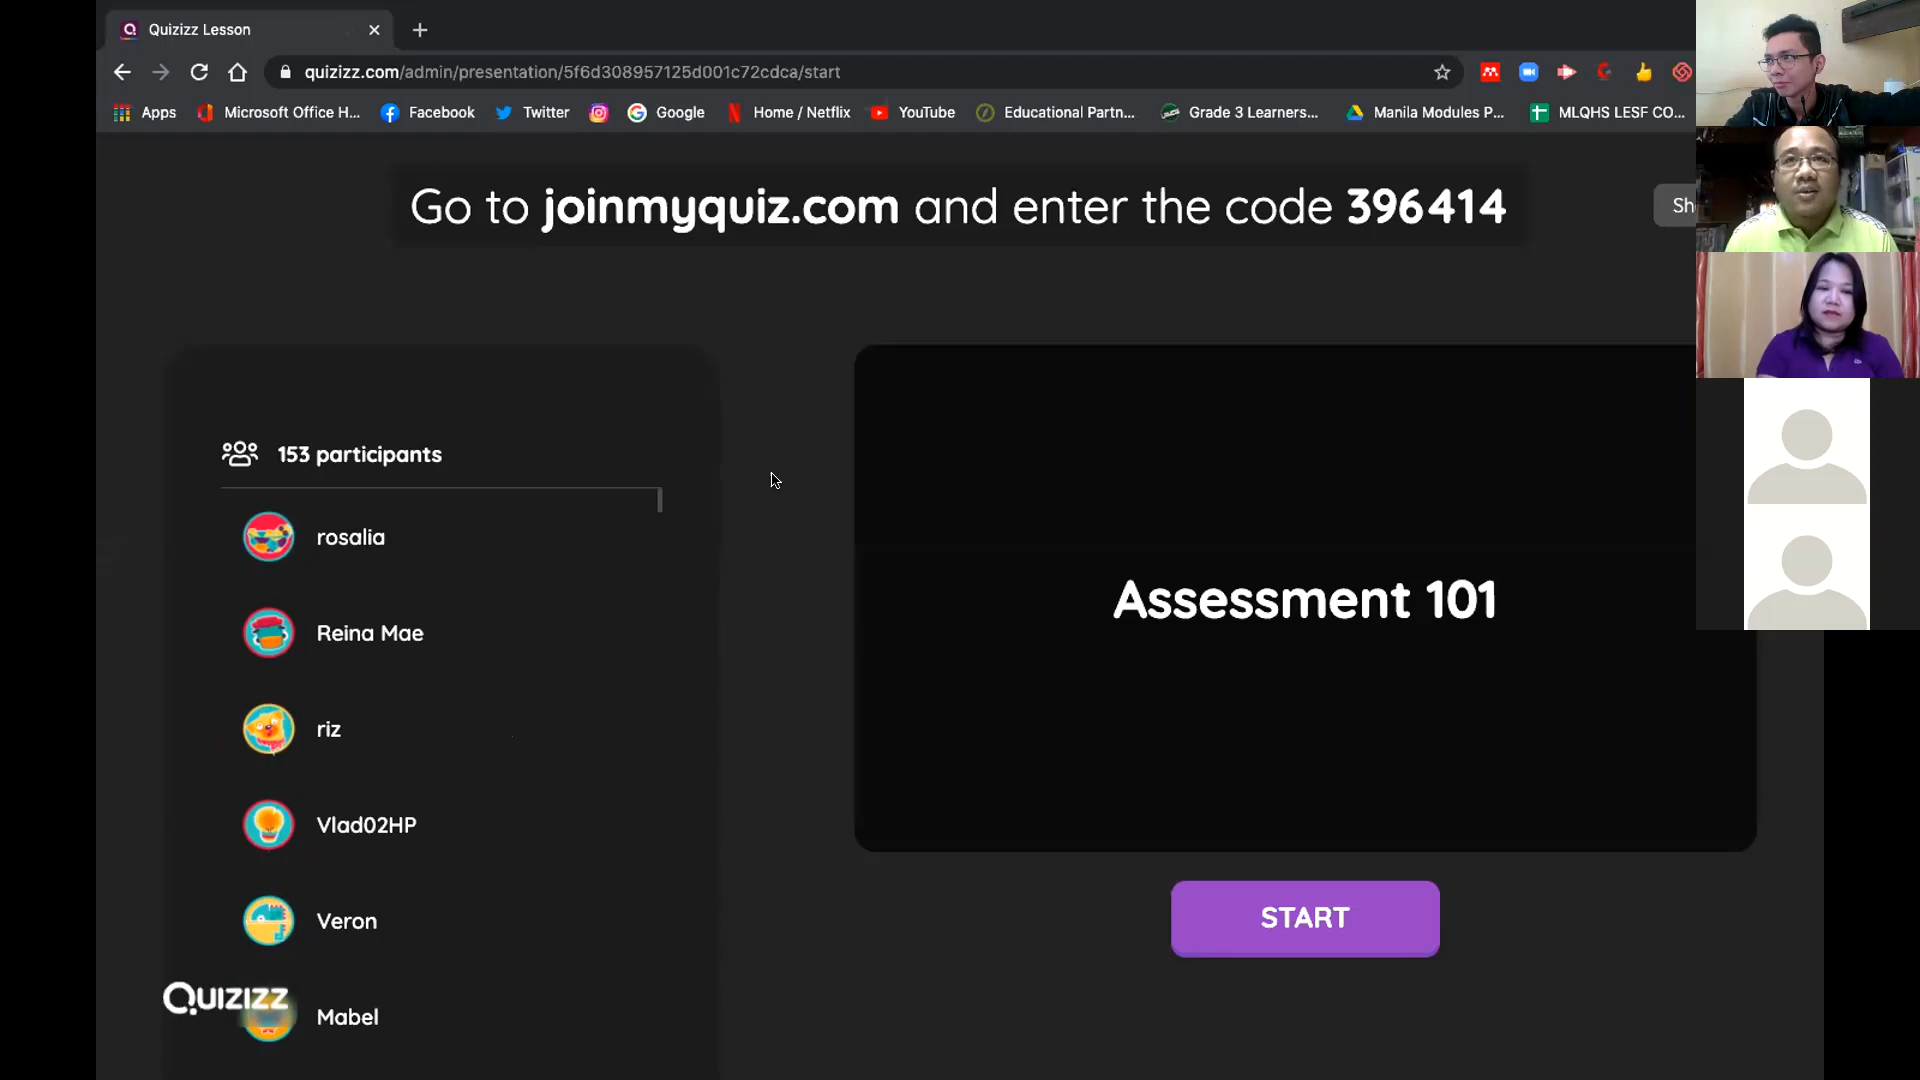 Quizizz Lesson
quizizz.com/admin/presentation/5f6d308957125d001c72cdca/start
Apps Microsoft Office H... Facebook Twitter Google Home / Netflix YouTube Educational Partn... Grade 3 Learners... Manila Modules P... MLQHS LESF CO...
Go to joinmyquiz.com and enter the code 396414
Sh
153 participants
rosalia
Reina Mae
riz
Vlad02HP
Veron
Mabel
Quizizz
Assessment 101
START